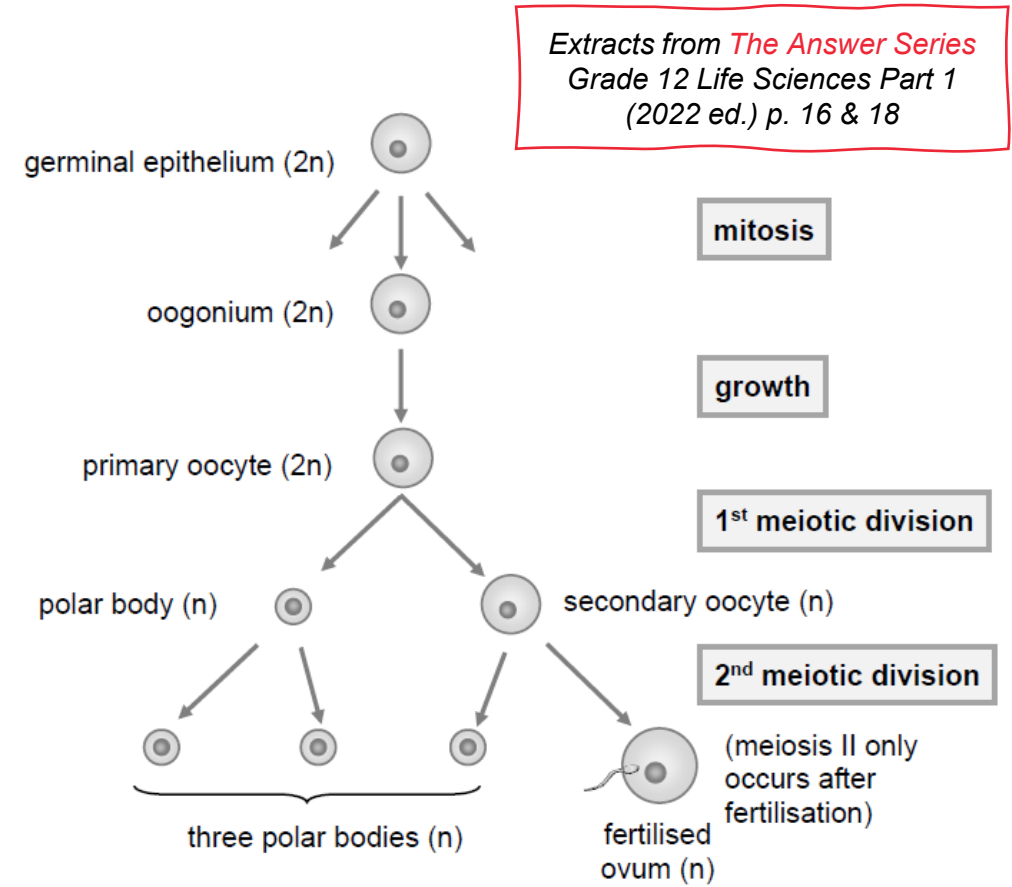 Extracts from The Answer Series
Grade 12 Life Sciences Part 1
(2022 ed.) p. 16 & 18
germinal epithelium (2n)
mitosis
oogonium (2n)
growth
primary oocyte (2n)
1st meiotic division
polar body (n)
secondary oocyte (n)
2nd meiotic division
(meiosis II only
occurs after
fertilisation)
three polar bodies (n)
fertilised
ovum (n)